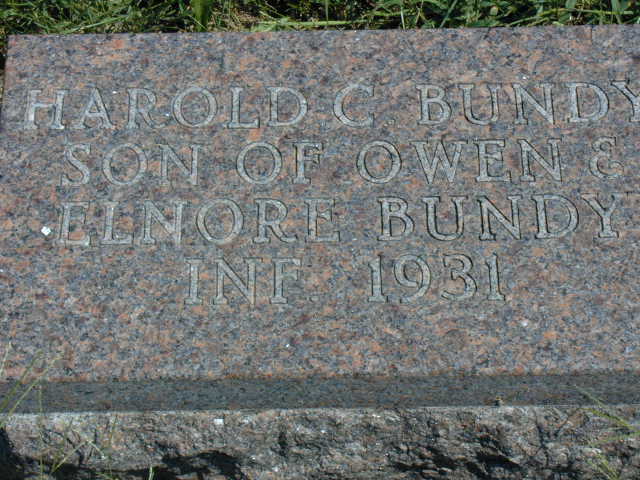 HAROLD C. BUNDY
SON OF OWEN &
ELNORE BUNDY
INF. 1931